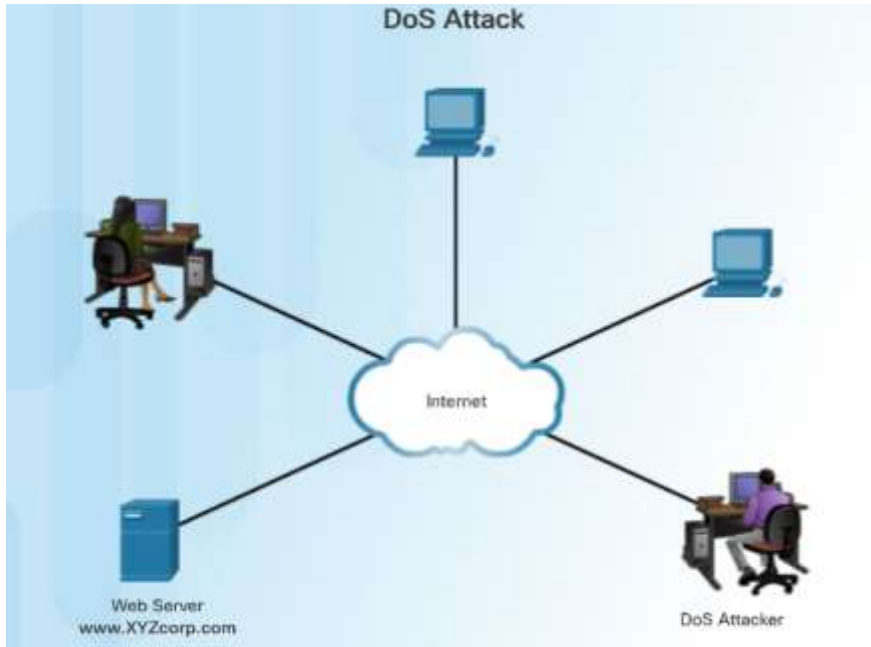 DoS Attack
Internet
Web Server
www.XYZcorp.com
DoS Attacker